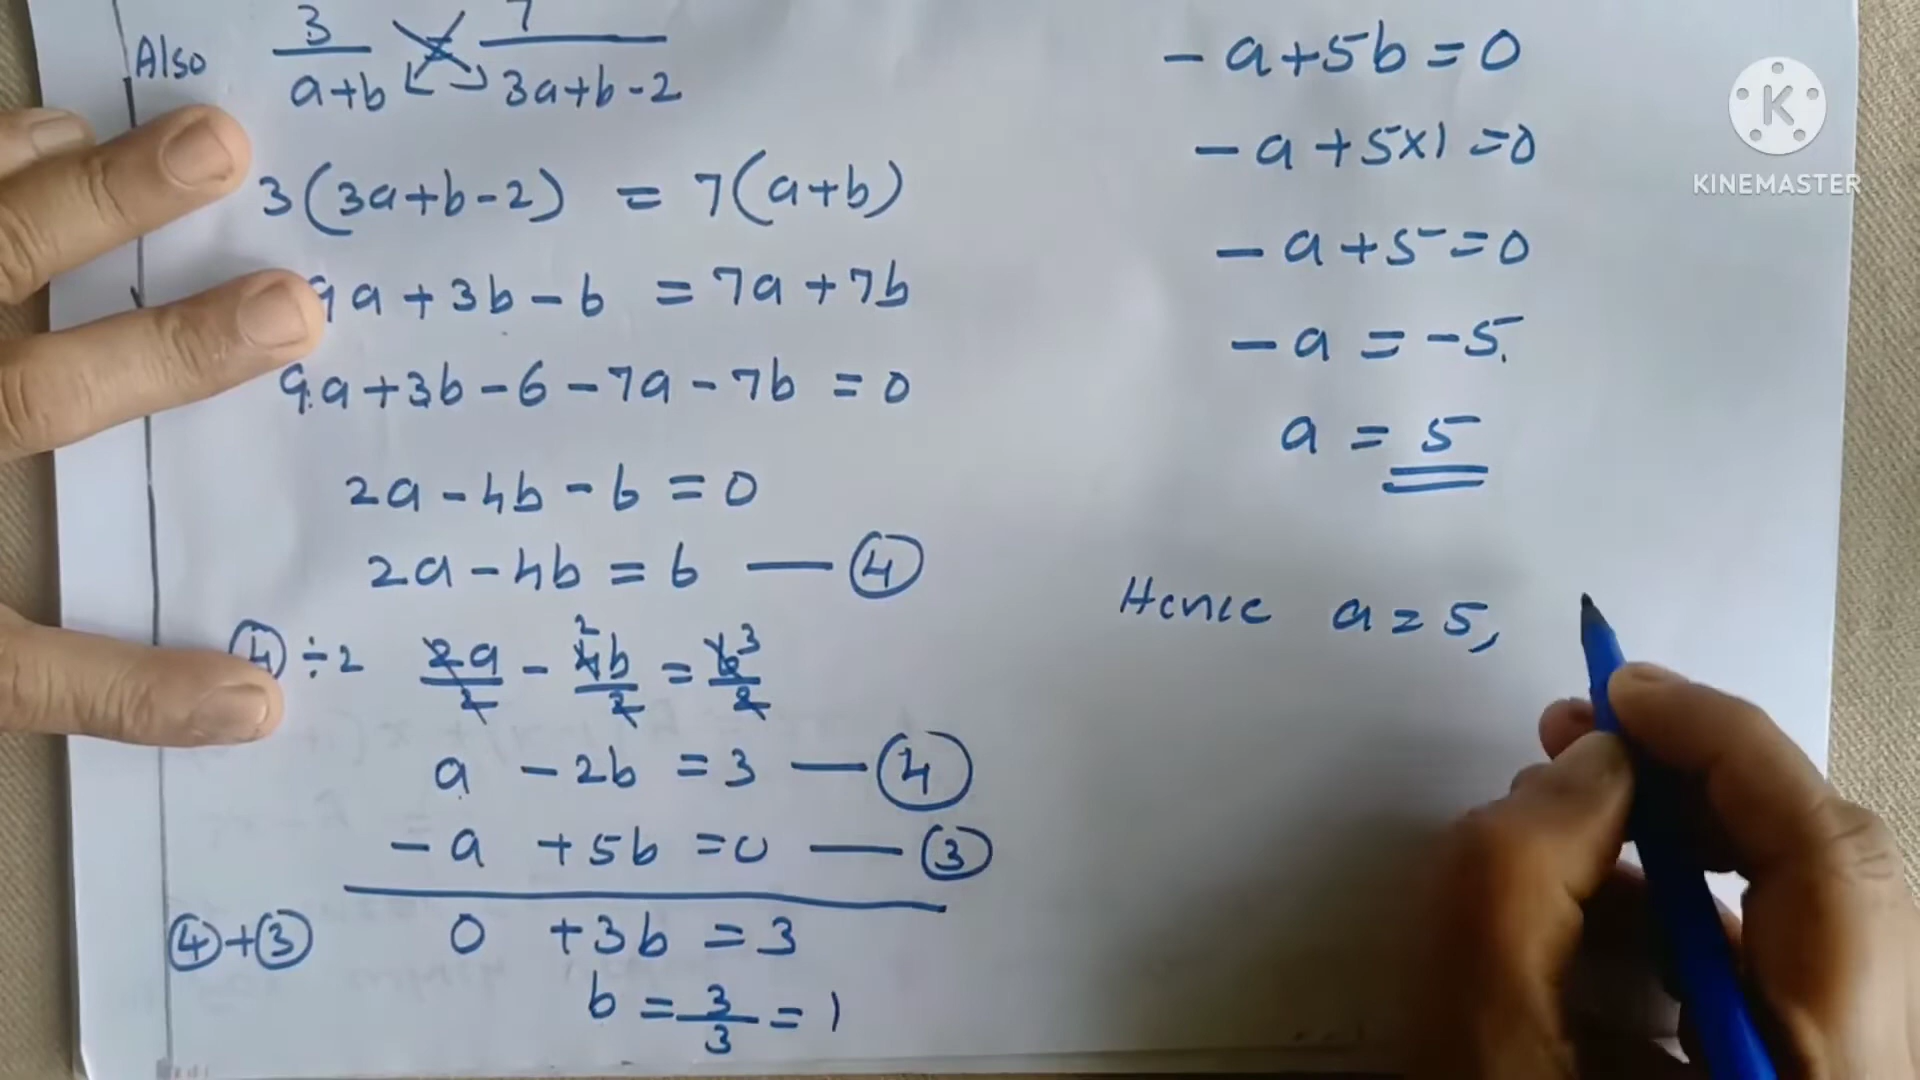 Also 3/(a+b) = 7/(3a+b-2)
3(3a+b-2) = 7(a+b)
9a+3b-6 = 7a+7b
9a+3b-6-7a-7b = 0
2a-4b-6 = 0
2a-4b = 6 — ④
④÷2 2a/2 - 4b/2 2 = 6/2 3
a - 2b = 3 — ④
-a + 5b = 0 — ③
④+③ 0 +3b = 3
b = 3/3 = 1
-a+5b=0
-a+5×1=0
-a+5=0
-a = -5
a = 5
Hence a=5,
K
KINEMASTER